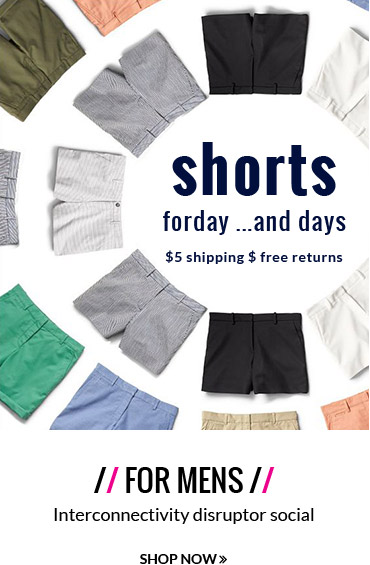 shorts
forday ...and days
$5 shipping $ free returns
// FOR MENS //
Interconnectivity disruptor social
SHOP NOW »